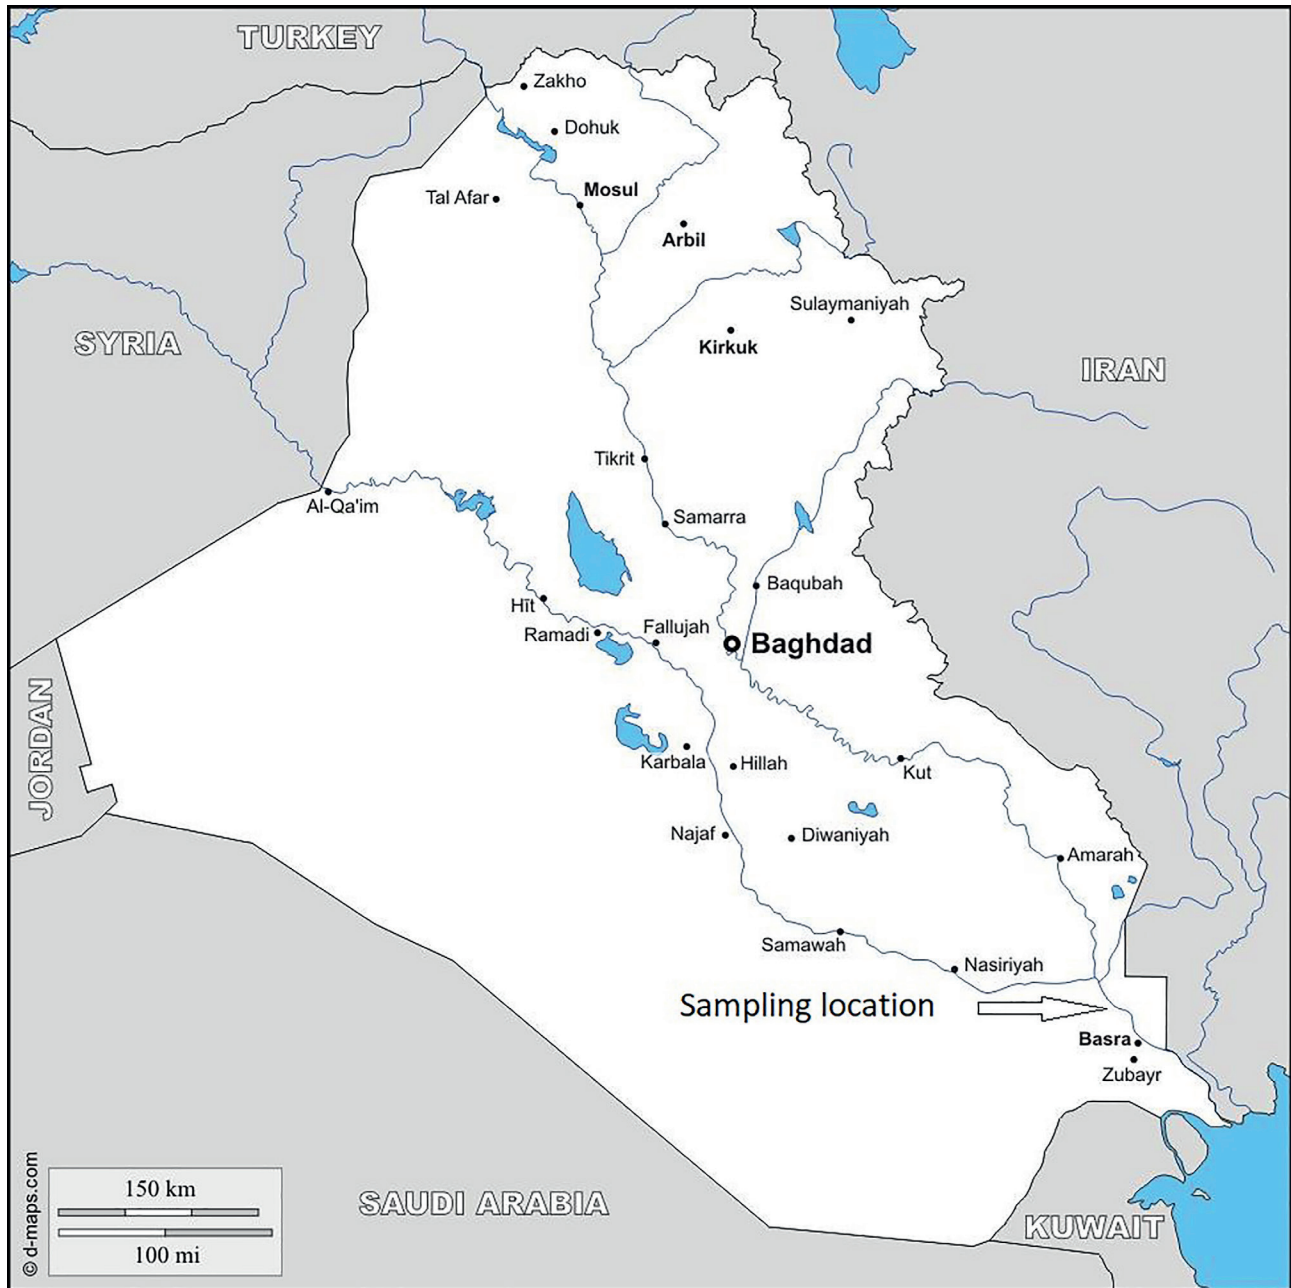 TURKEY
Zakho
Dohuk
Tal Afar
Mosul
Arbil
Sulaymaniyah
SYRIA
Kirkuk
IRAN
Tikrit
Al-Qa'im
Samarra
Baqubah
Hīt
Ramadi
Fallujah
Baghdad
JORDAN
Karbala
Hillah
Kut
Najaf
Diwaniyah
Amarah
Samawah
Nasiriyah
Sampling location
Basra
Zubayr
150 km
100 mi
© d-maps.com
SAUDI ARABIA
KUWAIT